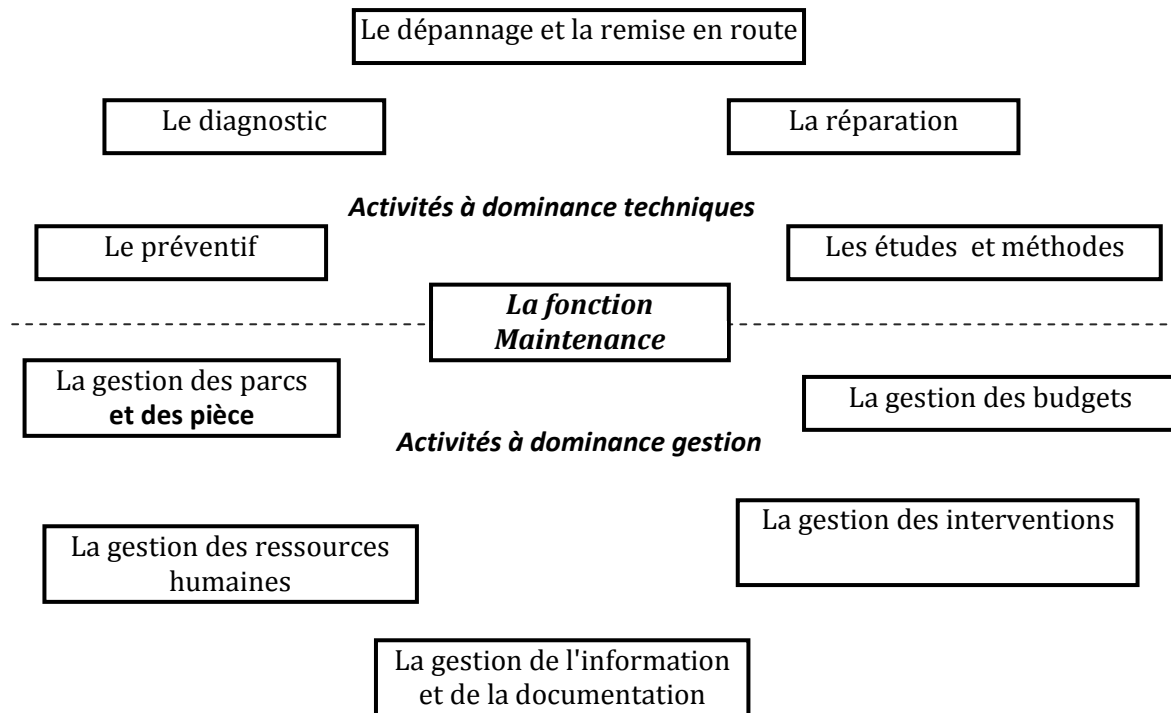 Le dépannage et la remise en route
Le diagnostic
La réparation
Activités à dominance techniques
Le préventif
Les études et méthodes
La fonction
Maintenance
La gestion des parcs
et des pièce
La gestion des budgets
Activités à dominance gestion
La gestion des interventions
La gestion des ressources
humaines
La gestion de l'information
et de la documentation